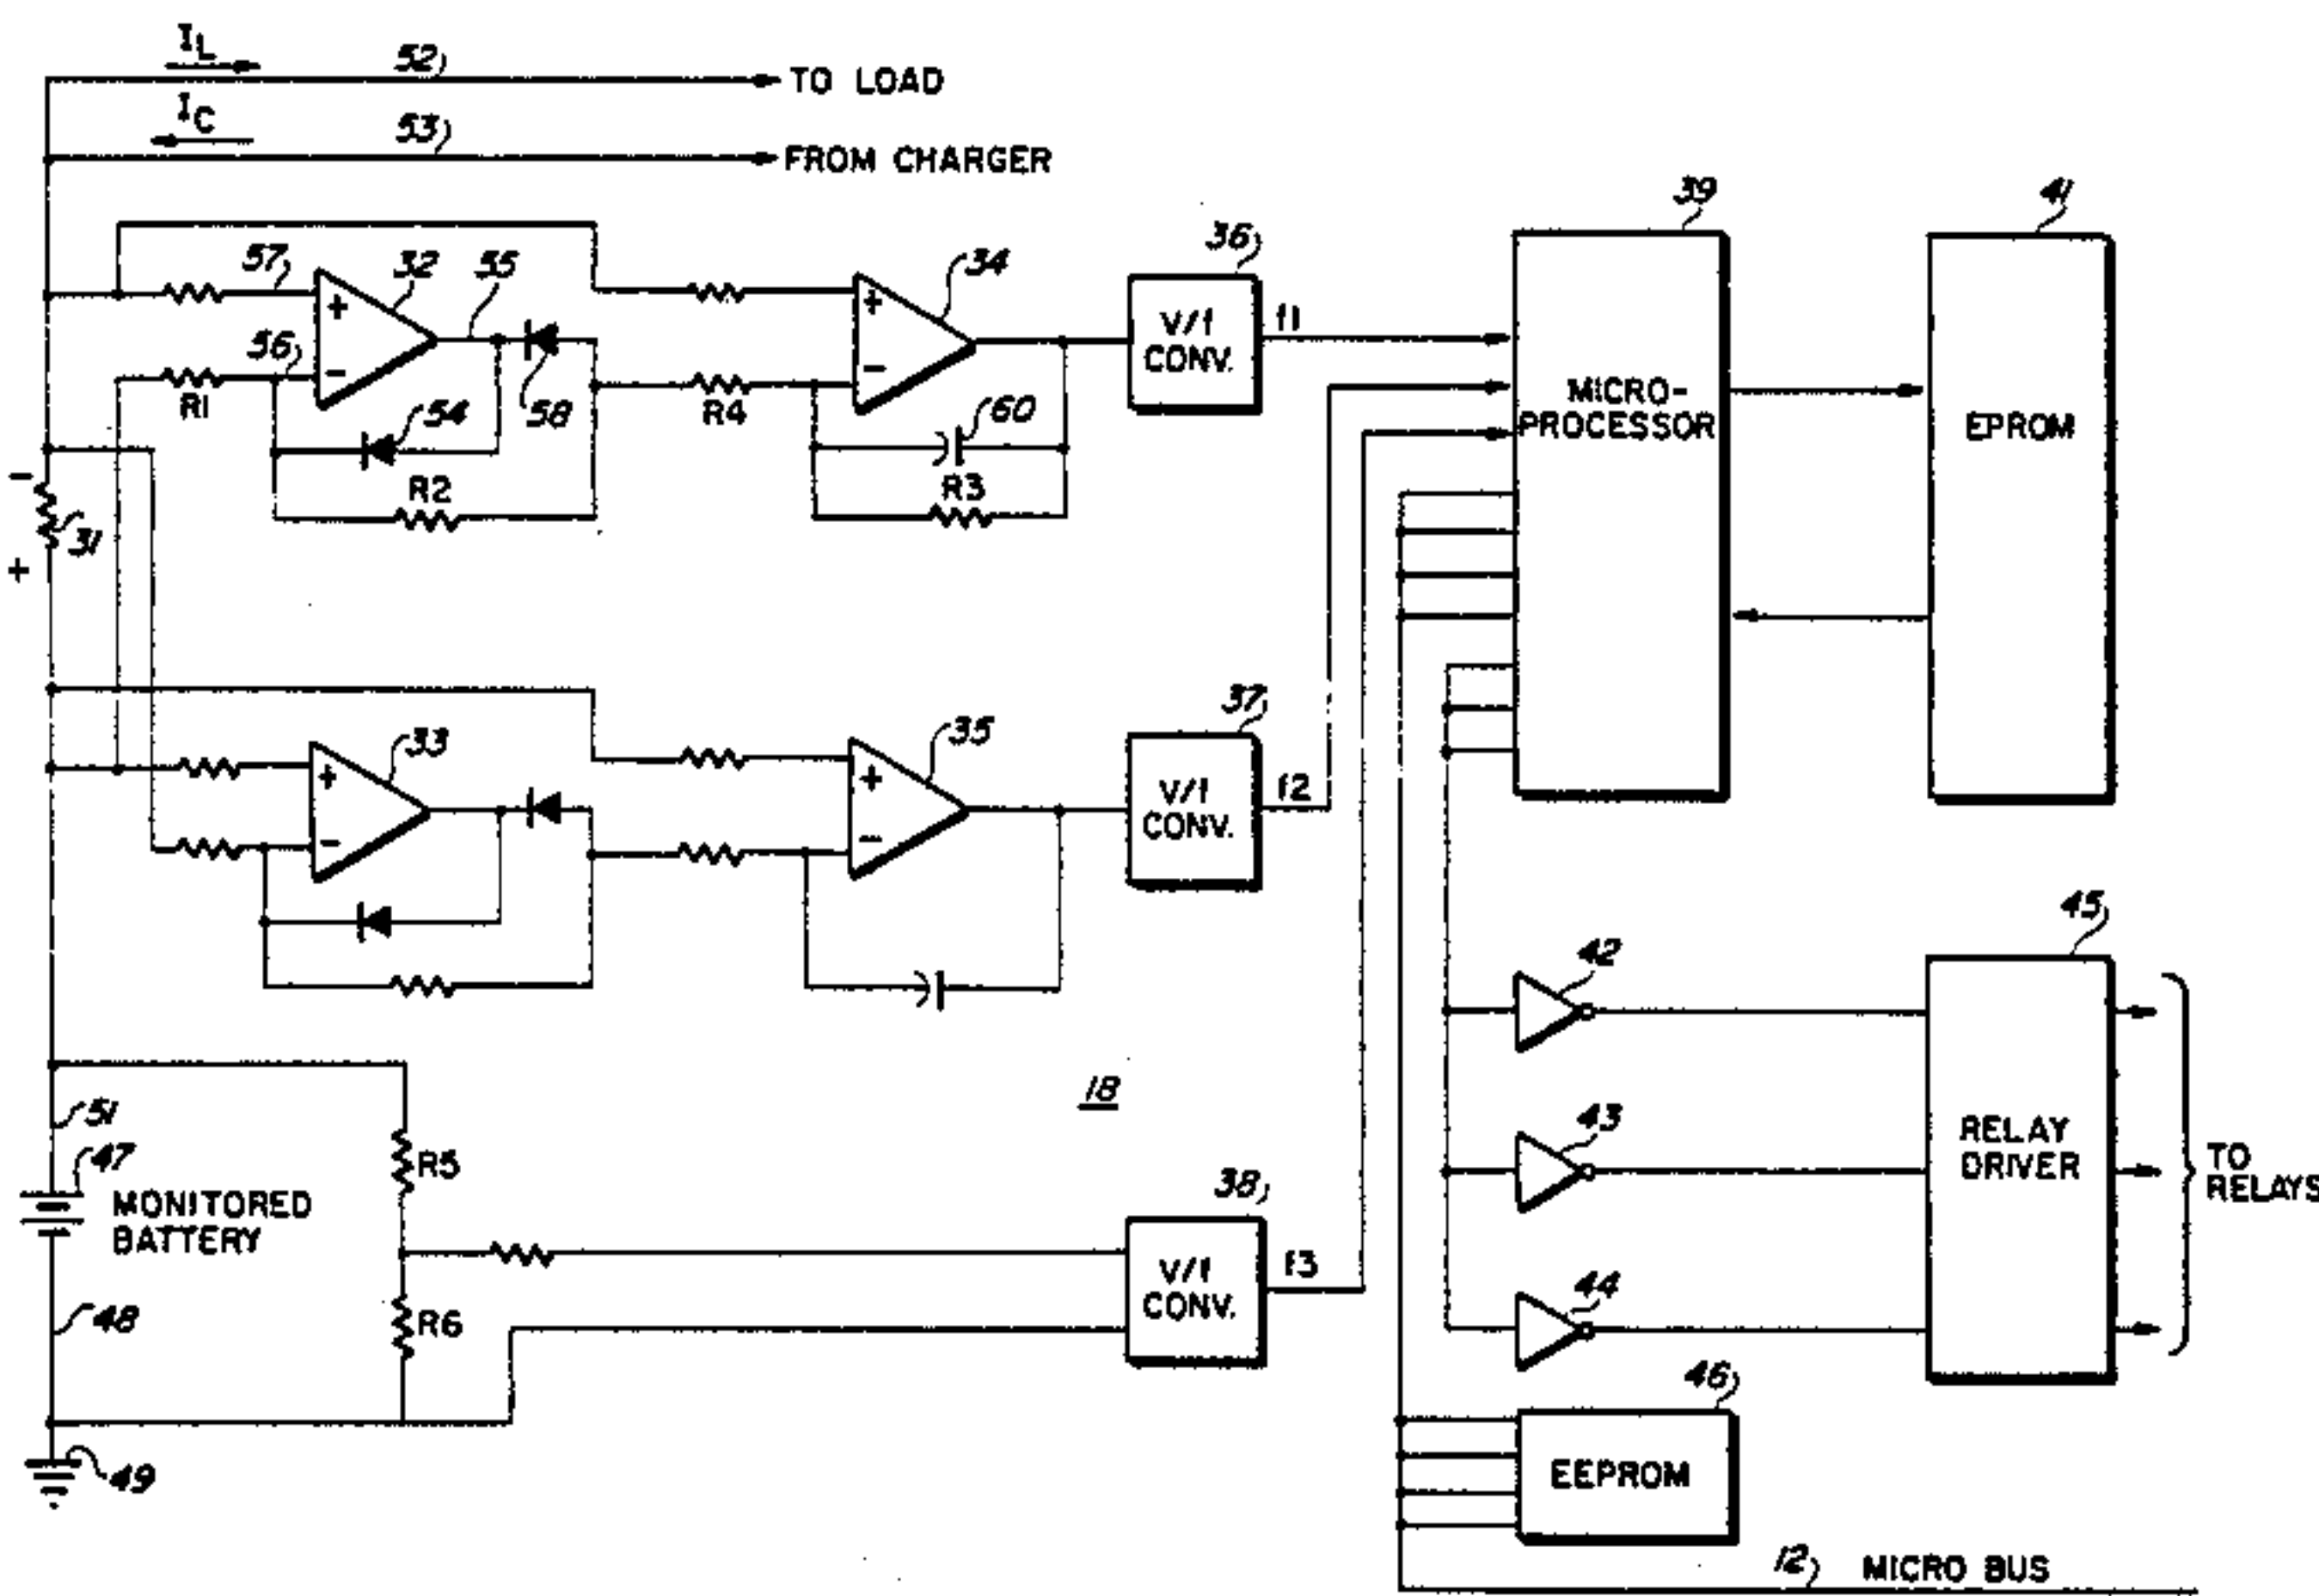 IL
52
TO LOAD
IC
53
FROM CHARGER
39
41
36
57
32
55
34
+
+
V/f
CONV.
f1
56
-
-
R1
58
R4
60
MICRO-
PROCESSOR
EPROM
54
R2
R3
-
31
+
37
33
35
+
+
V/f
CONV.
f2
-
-
45
42
18
51
43
RELAY
DRIVER
TO
RELAYS
47
MONITORED
BATTERY
R5
38
V/f
CONV.
f3
44
48
R6
46
EEPROM
49
12
MICRO BUS